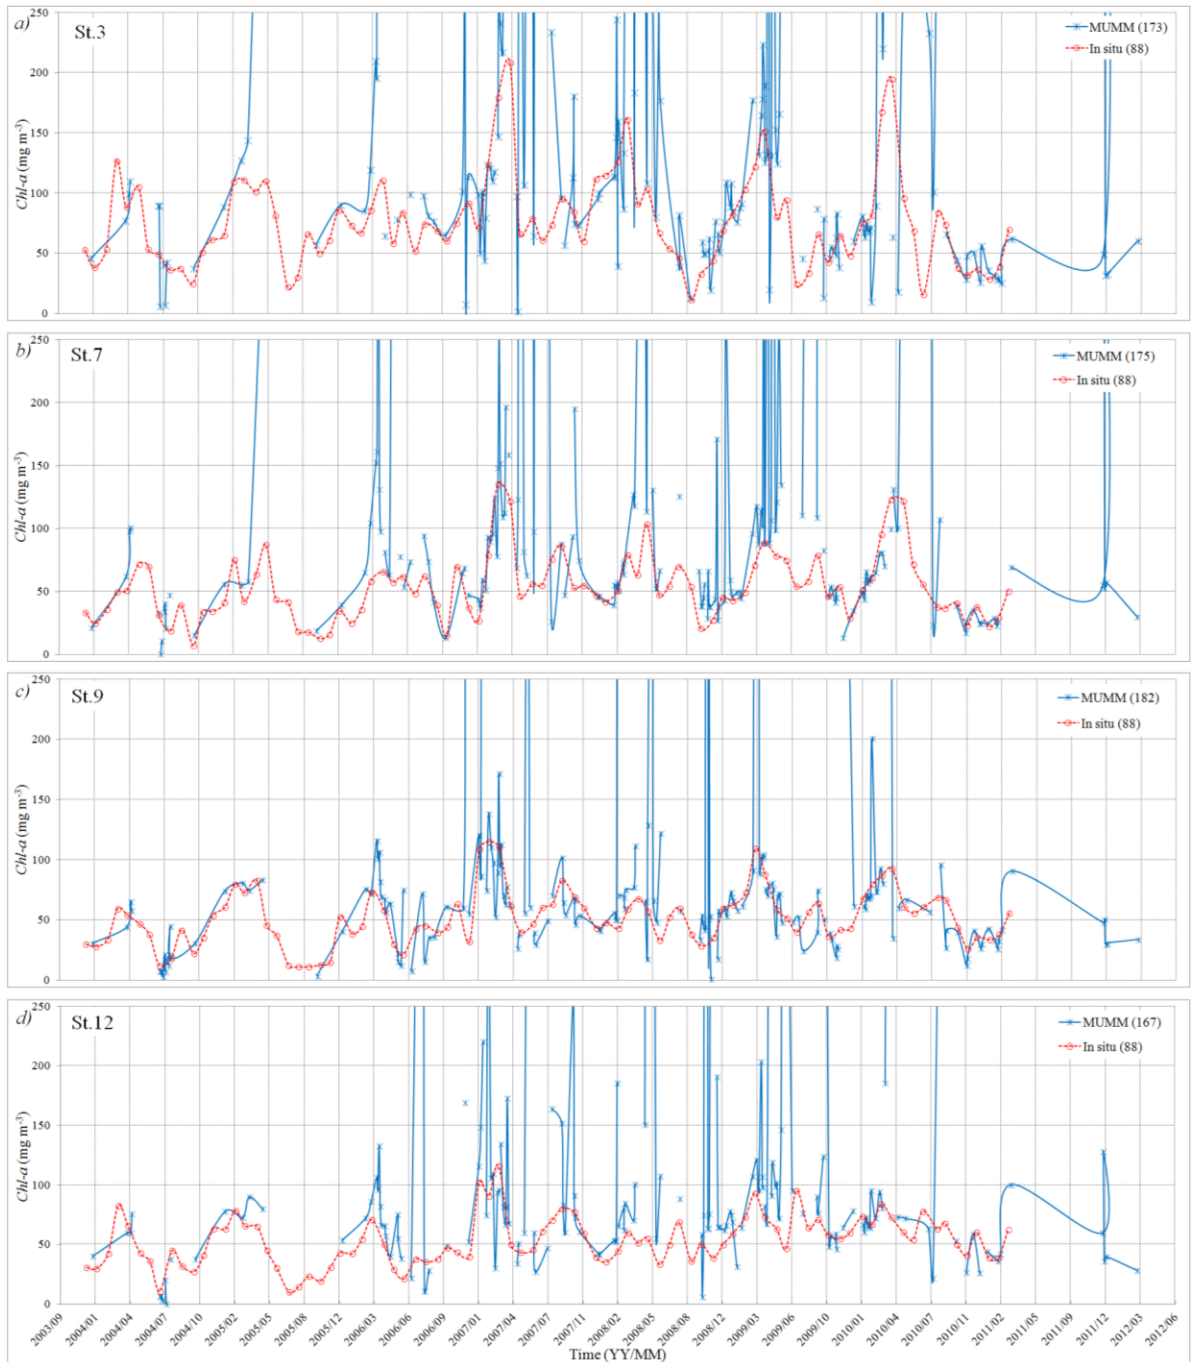 a)
St.3
MUMM (173)
In situ (88)
Chl-a (mg m-3)
250
200
150
100
50
0
b)
St.7
MUMM (175)
In situ (88)
Chl-a (mg m-3)
250
200
150
100
50
0
c)
St.9
MUMM (182)
In situ (88)
Chl-a (mg m-3)
250
200
150
100
50
0
d)
St.12
MUMM (167)
In situ (88)
Chl-a (mg m-3)
250
200
150
100
50
0
2003/09 2004/01 2004/04 2004/07 2004/10 2005/02 2005/05 2005/08 2005/12 2006/03 2006/06 2006/09 2007/01 2007/04 2007/07 2007/11 2008/02 2008/05 2008/08 2008/12 2009/03 2009/06 2009/10 2010/01 2010/04 2010/07 2010/11 2011/02 2011/05 2011/09 2011/12 2012/03 2012/06
Time (YY/MM)